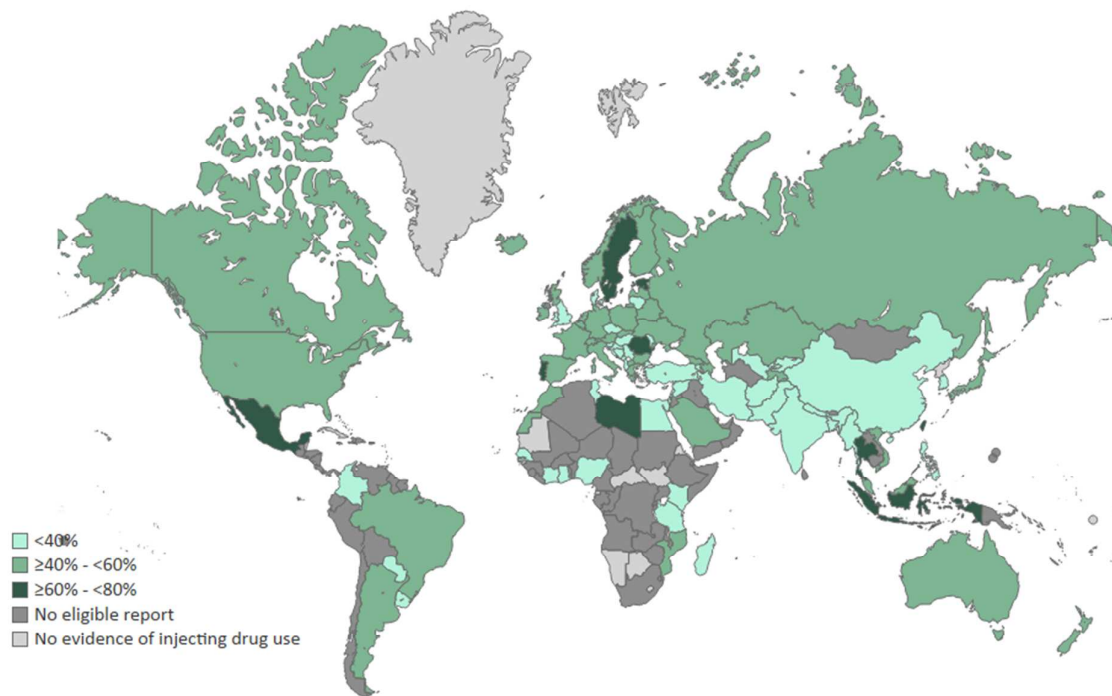 <40%
≥40% - <60%
≥60% - <80%
No eligible report
No evidence of injecting drug use